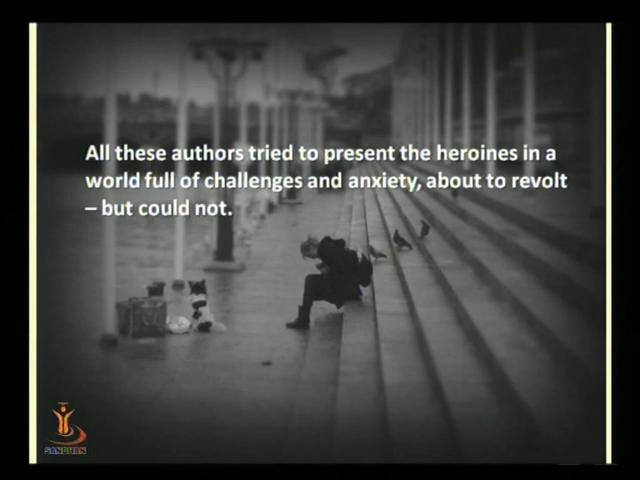 All these authors tried to present the heroines in a
world full of challenges and anxiety, about to revolt
– but could not.
SANDHAN